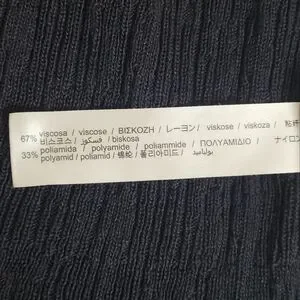 viscosa / viscose / ΒΙΣΚΟΖΗ / レーヨン / viskose / viskoza /
67% 비스코스 / فسكوز / biskosa
poliamida / polyamide / poliammide / ΠΟΛΥΑΜΙΔΙΟ / ナイロン
33% polyamid / poliamid / 锦纶 / 폴리아미드 / بولياميد